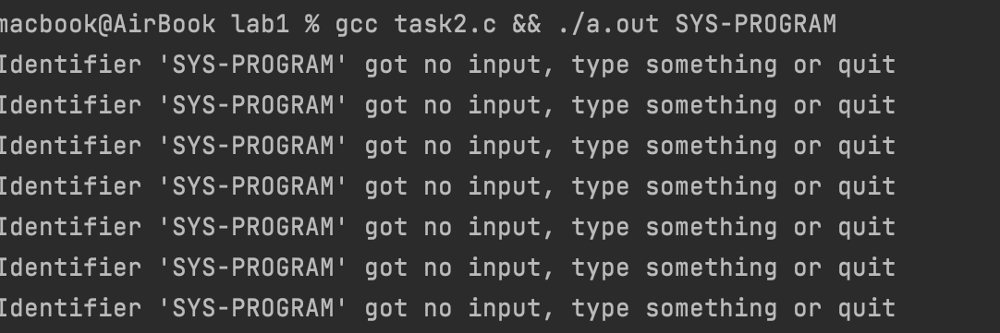 macbook@AirBook lab1 % gcc task2.c && ./a.out SYS-PROGRAM
Identifier 'SYS-PROGRAM' got no input, type something or quit
Identifier 'SYS-PROGRAM' got no input, type something or quit
Identifier 'SYS-PROGRAM' got no input, type something or quit
Identifier 'SYS-PROGRAM' got no input, type something or quit
Identifier 'SYS-PROGRAM' got no input, type something or quit
Identifier 'SYS-PROGRAM' got no input, type something or quit
Identifier 'SYS-PROGRAM' got no input, type something or quit